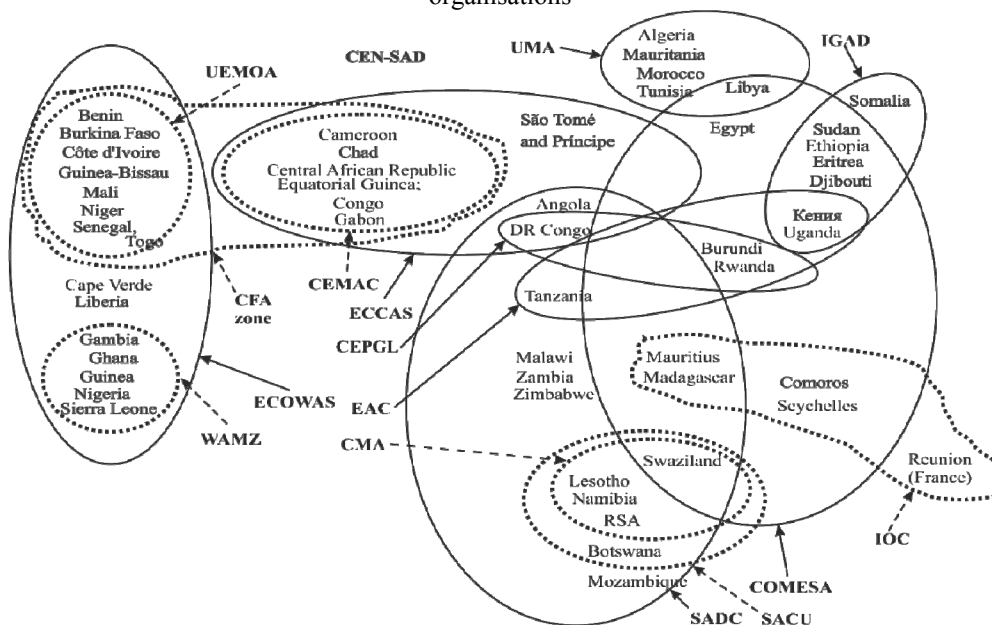 organisations
UMA
Algeria
Mauritania
Morocco
Tunisia
Libya
IGAD
CEN-SAD
UEMOA
Somalia
Benin
Burkina Faso
Côte d'Ivoire
Guinea-Bissau
Mali
Niger
Senegal,
Togo
Cameroon
Chad
Central African Republic
Equatorial Guinea;
Congo
Gabon
São Tomé
and Príncipe
Egypt
Sudan
Ethiopia
Eritrea
Djibouti
Angola
DR Congo
Кения
Uganda
Burundi
Rwanda
Tanzania
Cape Verde
Liberia
CFA
zone
CEMAC
ECCAS
CEPGL
Gambia
Ghana
Guinea
Nigeria
Sierra Leone
ECOWAS
WAMZ
EAC
CMA
Malawi
Zambia
Zimbabwe
Mauritius
Madagascar
Comoros
Seychelles
Swaziland
Lesotho
Namibia
RSA
Botswana
Mozambique
Reunion
(France)
IOC
COMESA
SADC
SACU